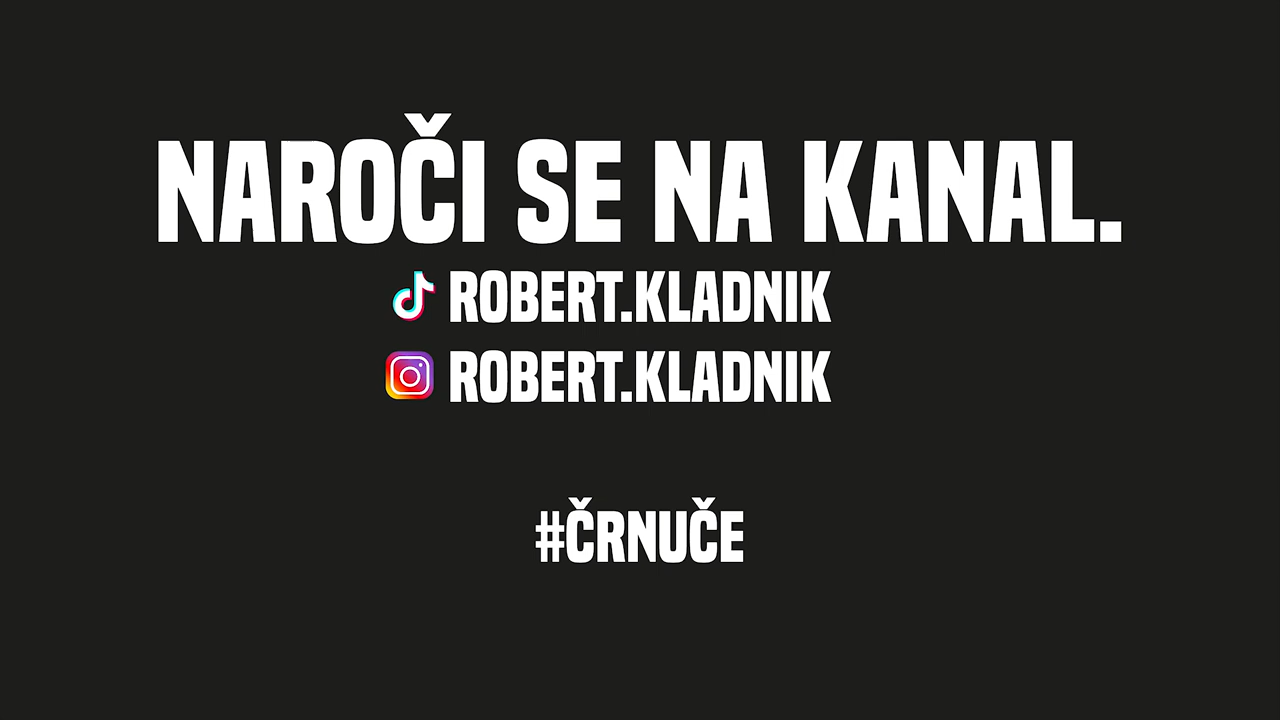 NAROČI SE NA KANAL.
ROBERT.KLADNIK
ROBERT.KLADNIK
#ČRNUČE